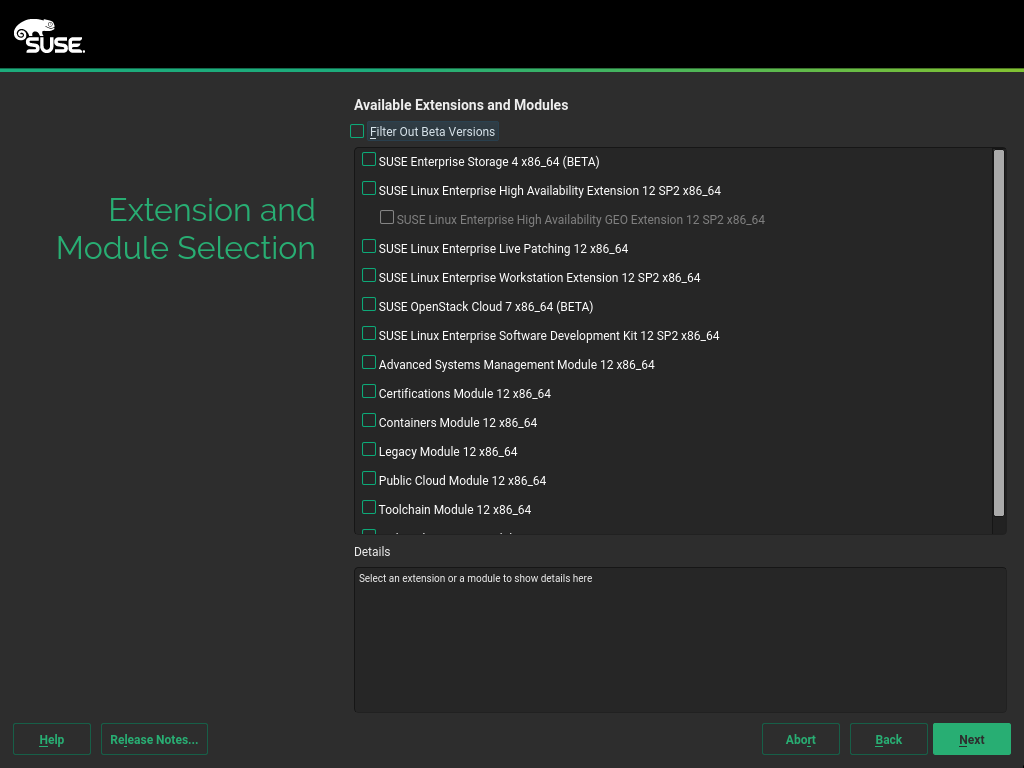 SUSE.
Available Extensions and Modules
Filter Out Beta Versions
SUSE Enterprise Storage 4 x86_64 (BETA)
SUSE Linux Enterprise High Availability Extension 12 SP2 x86_64
SUSE Linux Enterprise High Availability GEO Extension 12 SP2 x86_64
SUSE Linux Enterprise Live Patching 12 x86_64
SUSE Linux Enterprise Workstation Extension 12 SP2 x86_64
SUSE OpenStack Cloud 7 x86_64 (BETA)
SUSE Linux Enterprise Software Development Kit 12 SP2 x86_64
Advanced Systems Management Module 12 x86_64
Certifications Module 12 x86_64
Containers Module 12 x86_64
Legacy Module 12 x86_64
Public Cloud Module 12 x86_64
Toolchain Module 12 x86_64
Extension and
Module Selection
Details
Select an extension or a module to show details here
Help
Release Notes...
Abort
Back
Next